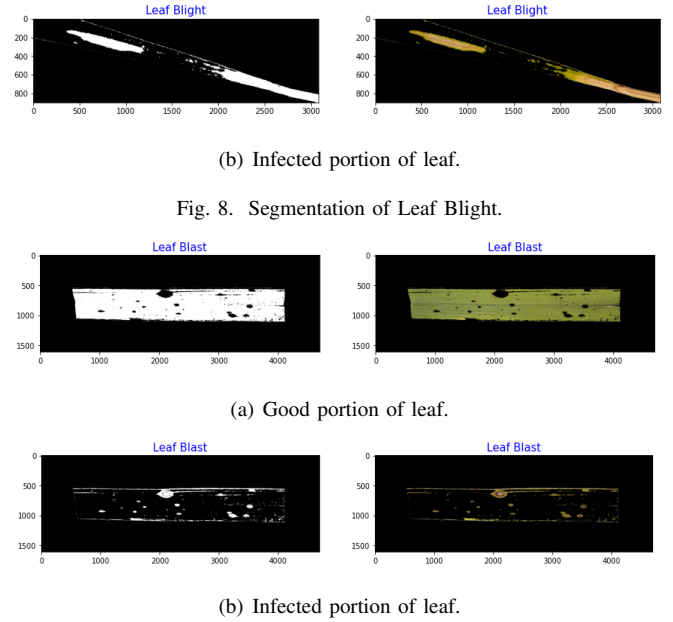 Leaf Blight Leaf Blight
0 0
200 200
400 400
600 600
800 800
0 500 1000 1500 2000 2500 3000 0 500 1000 1500 2000 2500 3000
(b) Infected portion of leaf.
Fig. 8. Segmentation of Leaf Blight.
Leaf Blast Leaf Blast
0 0
500 500
1000 1000
1500 1500
0 1000 2000 3000 4000 0 1000 2000 3000 4000
(a) Good portion of leaf.
Leaf Blast Leaf Blast
0 0
500 500
1000 1000
1500 1500
0 1000 2000 3000 4000 0 1000 2000 3000 4000
(b) Infected portion of leaf.